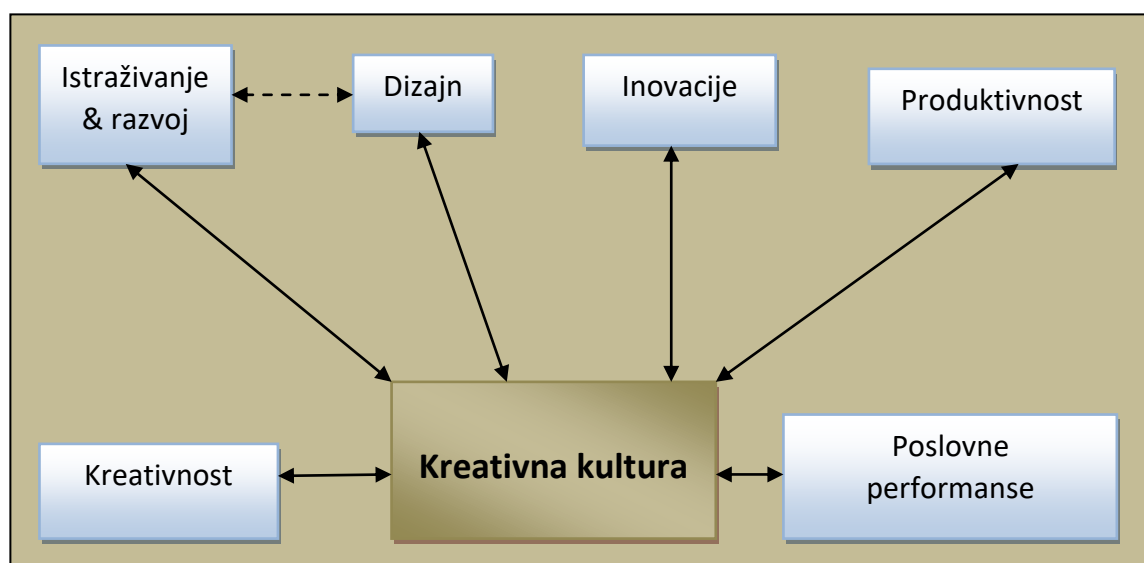 Istraživanje
& razvoj
Dizajn
Inovacije
Produktivnost
Kreativnost
Kreativna kultura
Poslovne
performanse